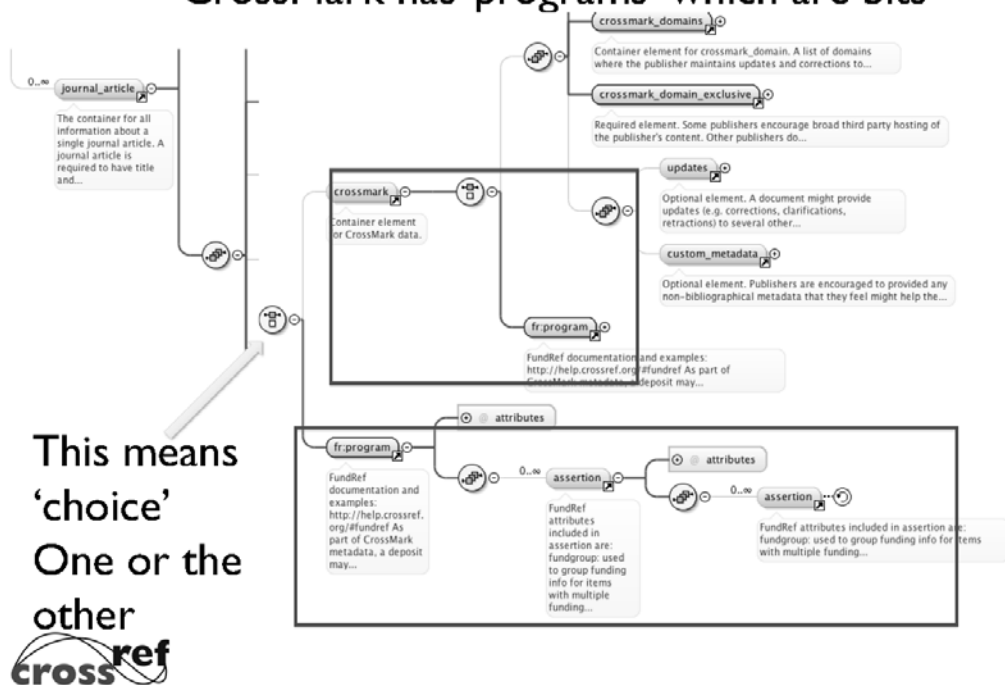 CrossMark has 'programs' which are bits
crossmark_domains
Container element for crossmark_domain. A list of domains
where the publisher maintains updates and corrections to...
0..∞
journal_article
crossmark_domain_exclusive
The container for all
information about a
single journal article. A
journal article is
required to have title
and...
Required element. Some publishers encourage broad third party hosting of
the publisher's content. Other publishers do...
updates
Optional element. A document might provide
updates (e.g. corrections, clarifications,
retractions) to several other...
crossmark
Container element
for CrossMark data.
custom_metadata
Optional element. Publishers are encouraged to provided any
non-bibliographical metadata that they feel might help the...
fr:program
FundRef documentation and examples:
http://help.crossref.org/#fundref As part of
CrossMark metadata, a deposit may...
@ attributes
fr:program
FundRef
documentation and
examples:
http://help.crossref.
org/#fundref As
part of CrossMark
metadata, a deposit
may...
0..∞
assertion
FundRef
attributes
included in
assertion are:
fundgroup: used
to group funding
info for items
with multiple
funding...
@ attributes
0..∞
assertion
FundRef attributes included in assertion are:
fundgroup: used to group funding info for items
with multiple funding...
This means
'choice'
One or the
other
crossref